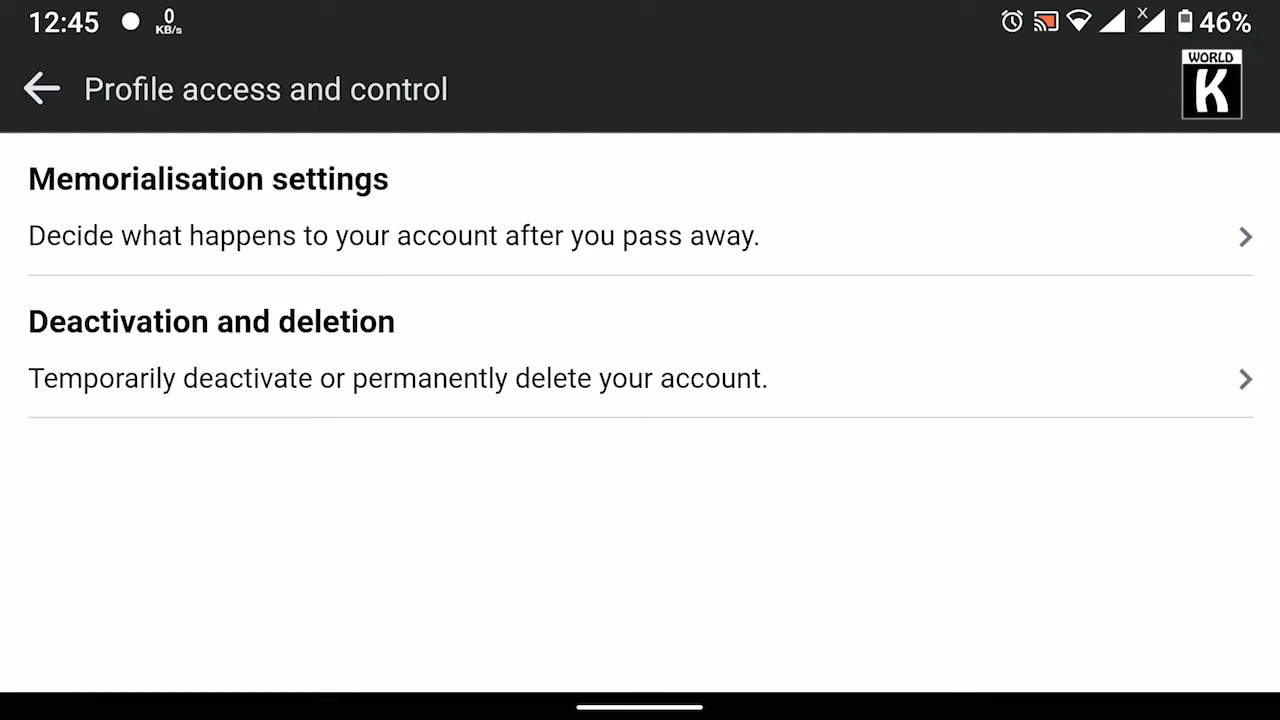 12:45 0 KB/s X 46%
Profile access and control
WORLD
K
Memorialisation settings
Decide what happens to your account after you pass away.
Deactivation and deletion
Temporarily deactivate or permanently delete your account.